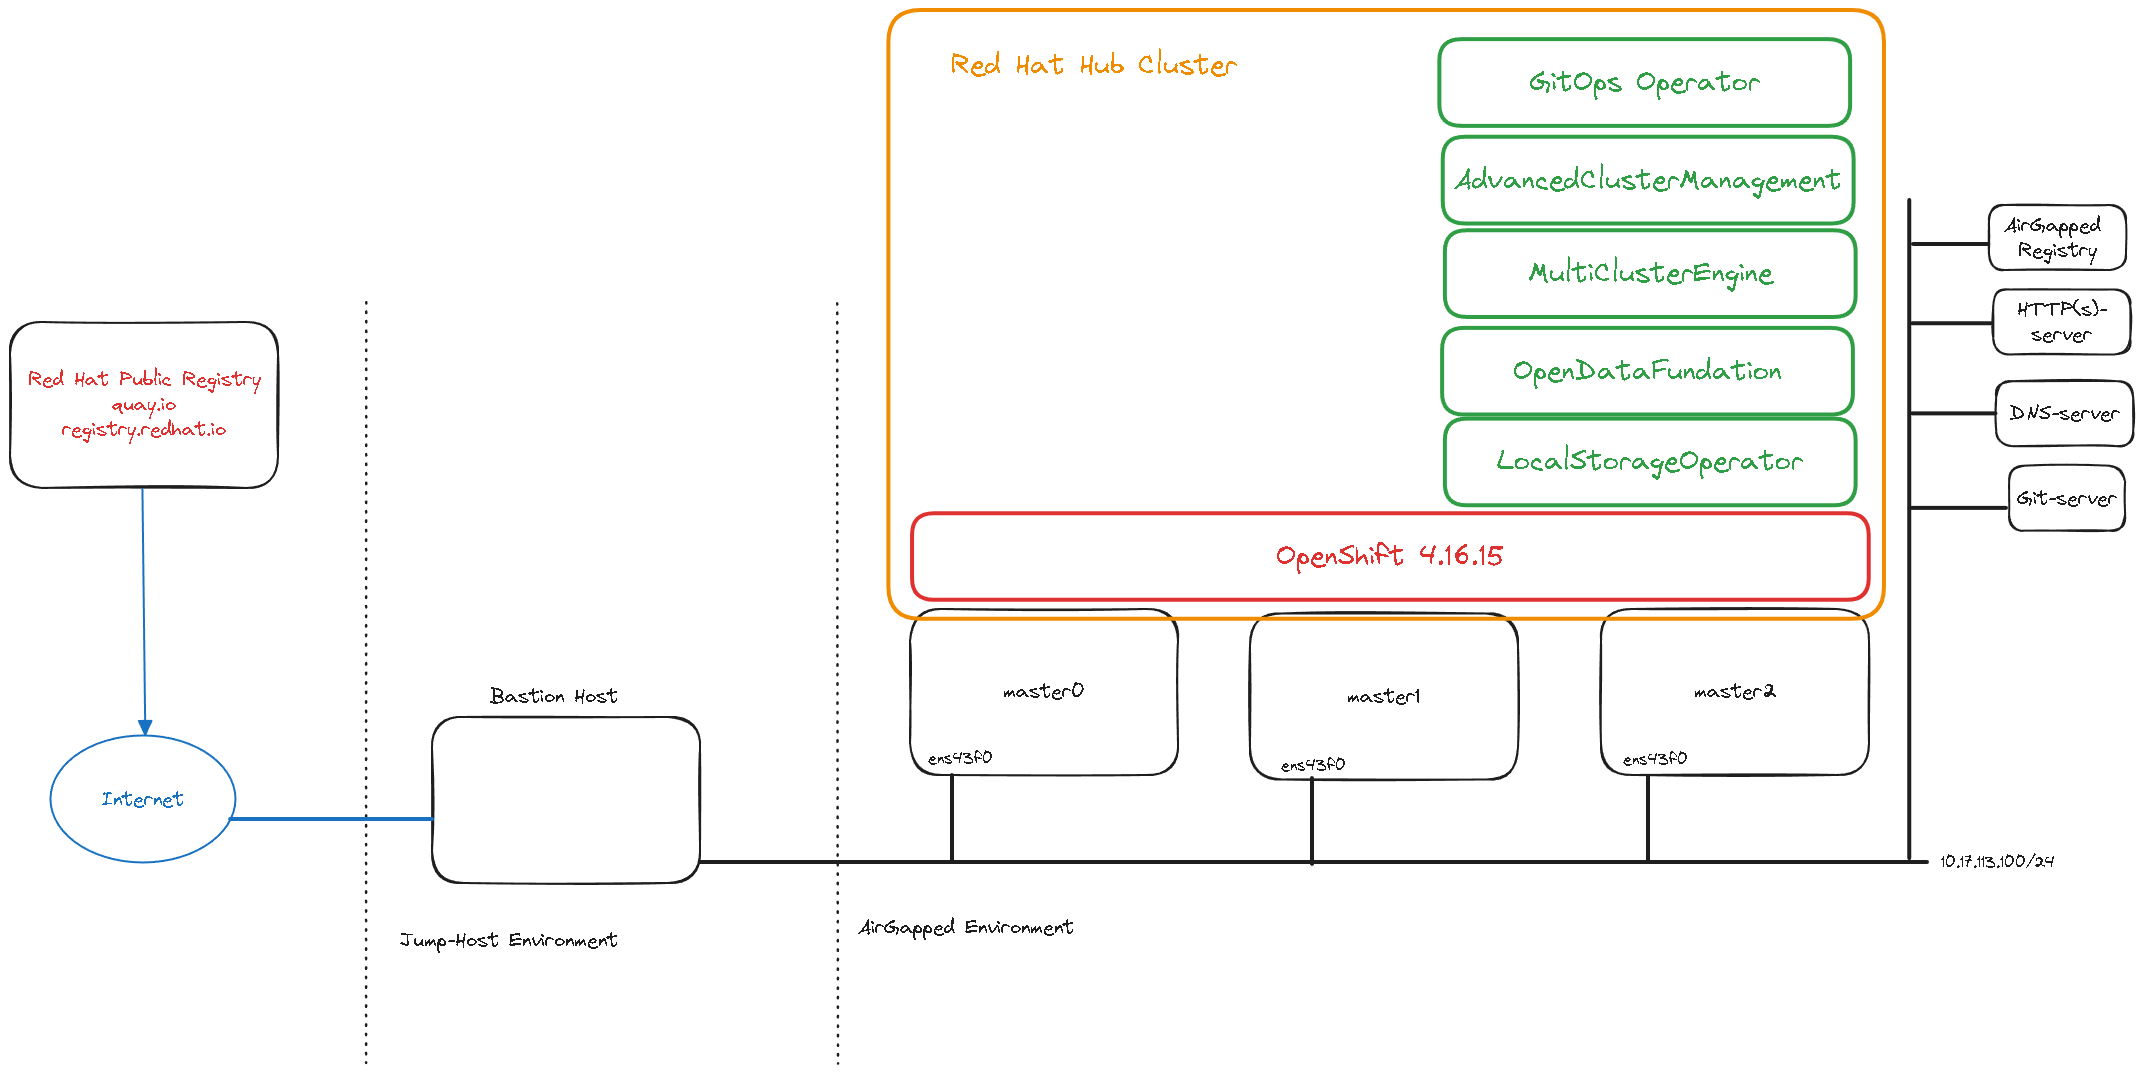 Red Hat Hub Cluster
GitOps Operator
AdvancedClusterManagement
MultiClusterEngine
OpenDataFundation
LocalStorageOperator
OpenShift 4.16.15
AirGapped
Registry
HTTP(s)-
server
DNS-server
Git-server
Red Hat Public Registry
quay.io
registry.redhat.io
Internet
Bastion Host
master0
ens43f0
master1
ens43f0
master2
ens43f0
10.17.113.100/24
Jump-Host Environment
AirGapped Environment